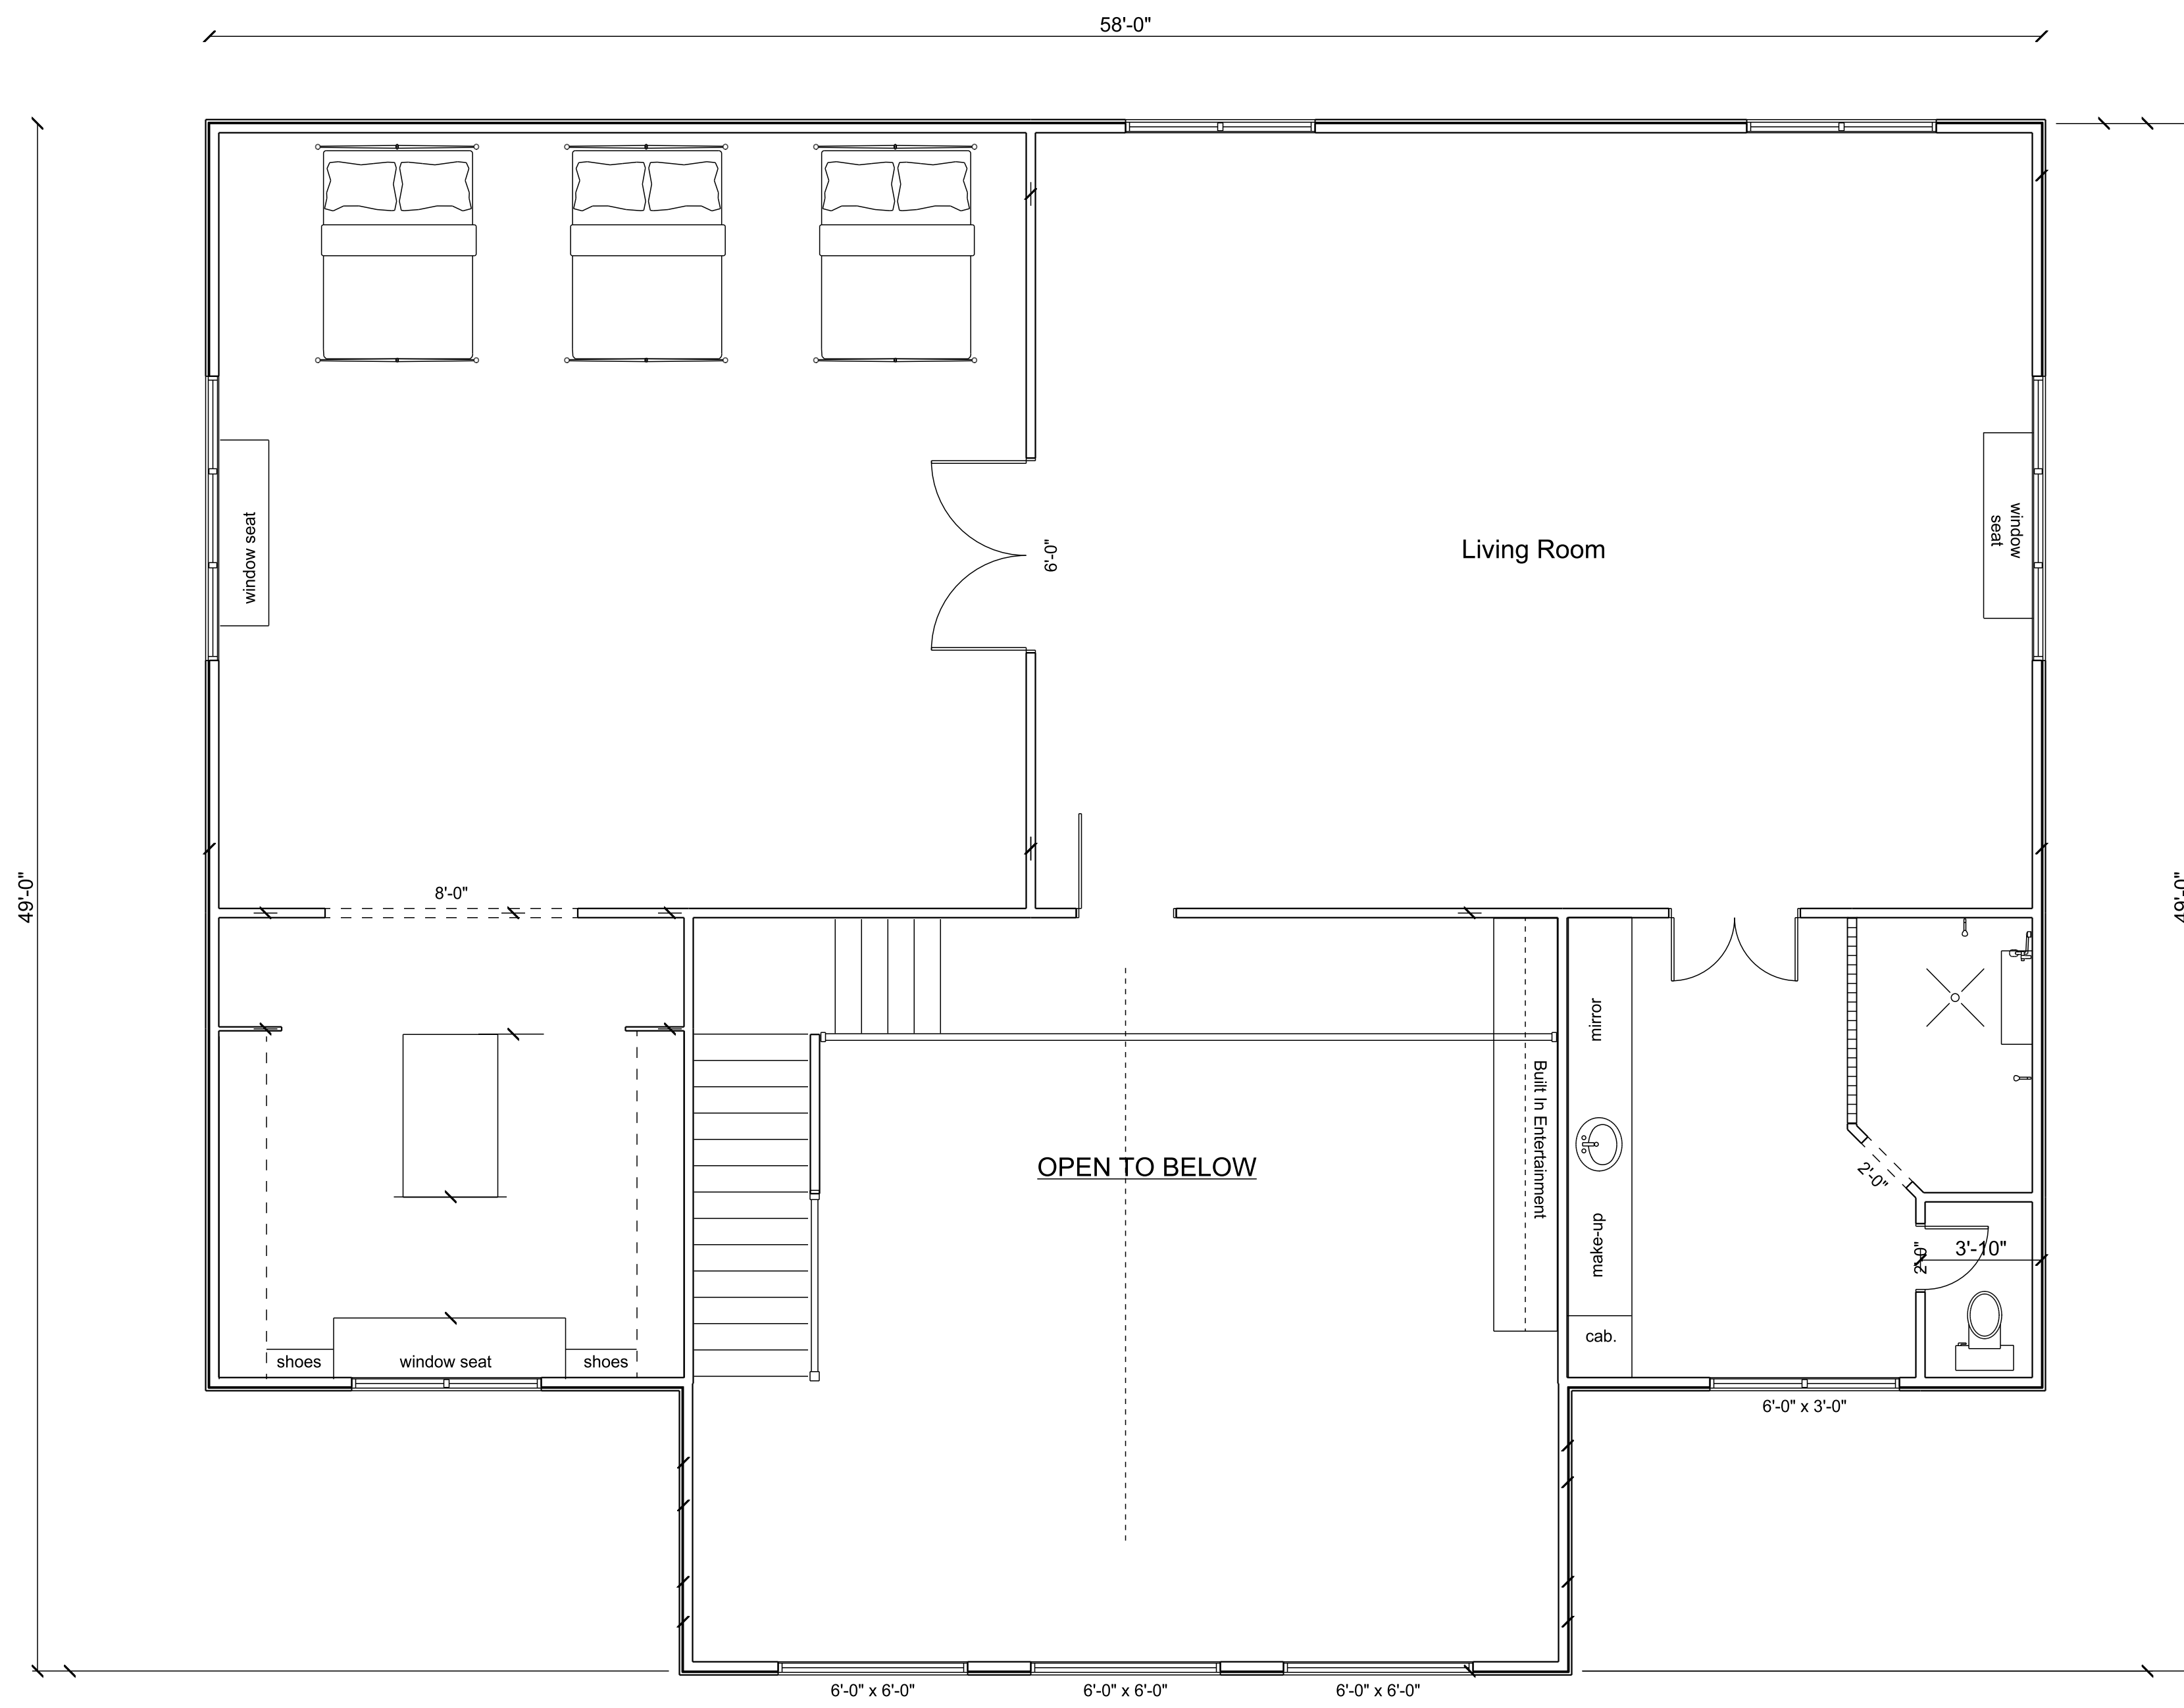 58'-0"
window seat
6'-0"
Living Room
window
seat
49'-0"
8'-0"
49'-0"
mirror
Built In Entertainment
OPEN TO BELOW
2'-0"
make-up
2'-0"
3'-10"
cab.
shoes
window seat
shoes
6'-0" x 3'-0"
6'-0" x 6'-0"
6'-0" x 6'-0"
6'-0" x 6'-0"